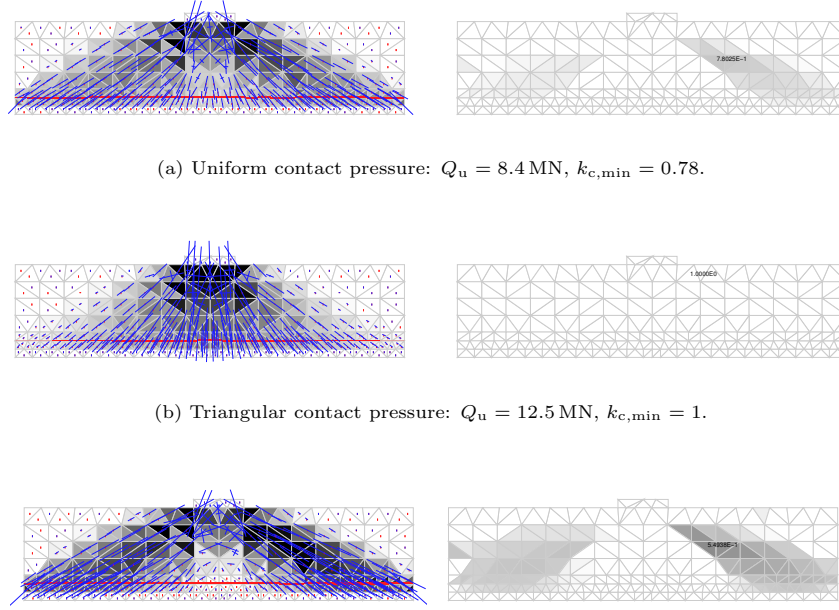 7.8025E−1
(a) Uniform contact pressure: Qu = 8.4 MN, kc,min = 0.78.
1.0000E0
(b) Triangular contact pressure: Qu = 12.5 MN, kc,min = 1.
5.4938E−1